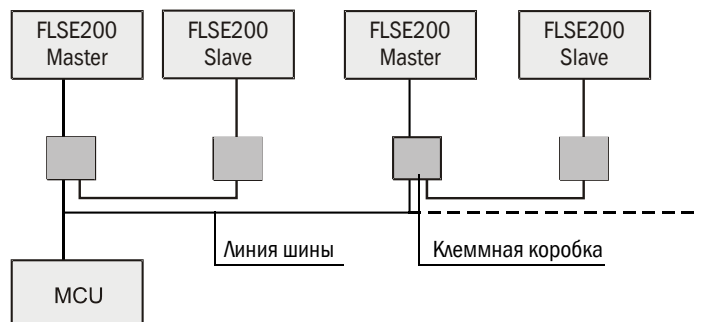 FLSE200
Master
FLSE200
Slave
FLSE200
Master
FLSE200
Slave
Линия шины
Клеммная коробка
MCU